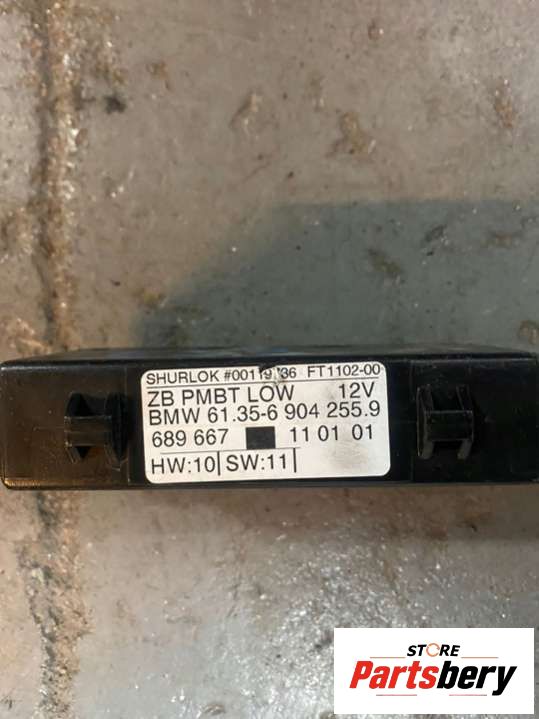 SHURLOK FT1102-00
ZB PMBT LOW 12V
BMW 61.35-6 904 255.9
689 667 11 01 01
HW:10 SW:11
STORE
Partsbery